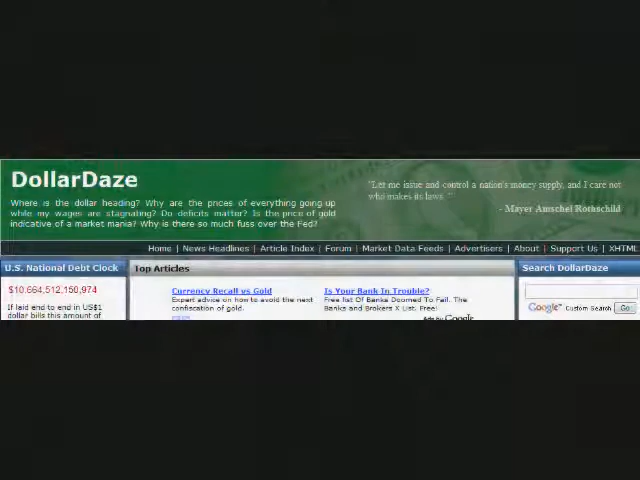 DollarDaze
Where is the dollar heading? Why are the prices of everything going up
while my wages are stagnating? Do deficits matter? Is the price of gold
indicative of a market mania? Why is there so much fuss over the Fed?
"Let me issue and control a nation's money supply, and I care not
who makes its laws."
- Mayer Amschel Rothschild
Home | News Headlines | Article Index | Forum | Market Data Feeds | Advertisers | About | Support Us | XHTML
U.S. National Debt Clock
$10,664,512,150,974
If laid end to end in US$1
dollar bills this amount of
Top Articles
Currency Recall vs Gold
Expert advice on how to avoid the next
confiscation of gold.
Is Your Bank In Trouble?
Free list Of Banks Doomed To Fail. The
Banks and Brokers X List. Free!
Ads by Google
Search DollarDaze
Google™ Custom Search Go